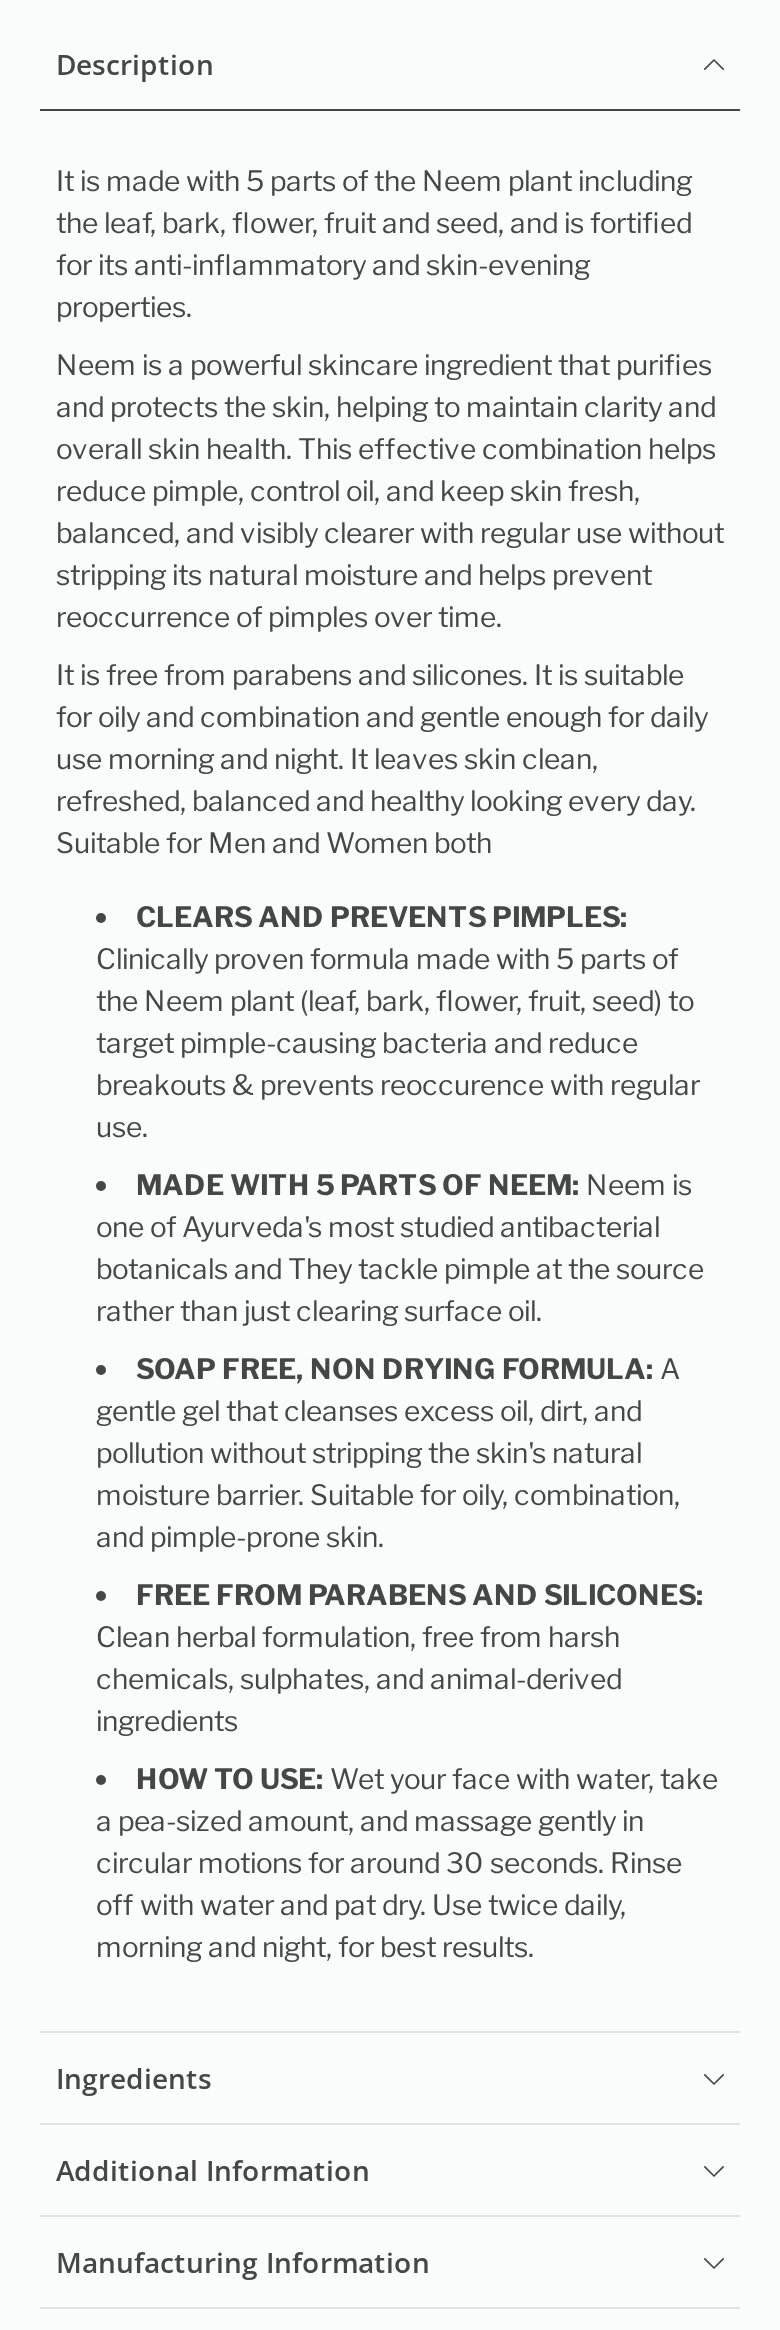 Description
It is made with 5 parts of the Neem plant including
the leaf, bark, flower, fruit and seed, and is fortified
for its anti-inflammatory and skin-evening
properties.
Neem is a powerful skincare ingredient that purifies
and protects the skin, helping to maintain clarity and
overall skin health. This effective combination helps
reduce pimple, control oil, and keep skin fresh,
balanced, and visibly clearer with regular use without
stripping its natural moisture and helps prevent
reoccurrence of pimples over time.
It is free from parabens and silicones. It is suitable
for oily and combination and gentle enough for daily
use morning and night. It leaves skin clean,
refreshed, balanced and healthy looking every day.
Suitable for Men and Women both
• CLEARS AND PREVENTS PIMPLES:
Clinically proven formula made with 5 parts of
the Neem plant (leaf, bark, flower, fruit, seed) to
target pimple-causing bacteria and reduce
breakouts & prevents reoccurence with regular
use.
• MADE WITH 5 PARTS OF NEEM: Neem is
one of Ayurveda's most studied antibacterial
botanicals and They tackle pimple at the source
rather than just clearing surface oil.
• SOAP FREE, NON DRYING FORMULA: A
gentle gel that cleanses excess oil, dirt, and
pollution without stripping the skin's natural
moisture barrier. Suitable for oily, combination,
and pimple-prone skin.
• FREE FROM PARABENS AND SILICONES:
Clean herbal formulation, free from harsh
chemicals, sulphates, and animal-derived
ingredients
• HOW TO USE: Wet your face with water, take
a pea-sized amount, and massage gently in
circular motions for around 30 seconds. Rinse
off with water and pat dry. Use twice daily,
morning and night, for best results.
Ingredients
Additional Information
Manufacturing Information